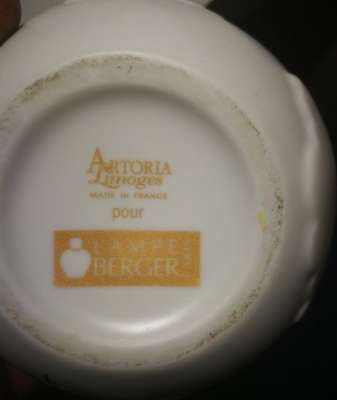 ARTORIA
Limoges
MADE IN FRANCE
pour
LAMPE
BERGER